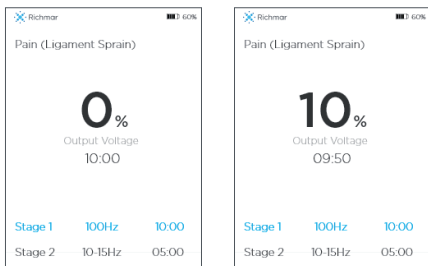 Richmar 60%
Pain (Ligament Sprain)
0%
Output Voltage
10:00
Stage 1 100Hz 10:00
Stage 2 10-15Hz 05:00
Richmar 60%
Pain (Ligament Sprain)
10%
Output Voltage
09:50
Stage 1 100Hz 10:00
Stage 2 10-15Hz 05:00